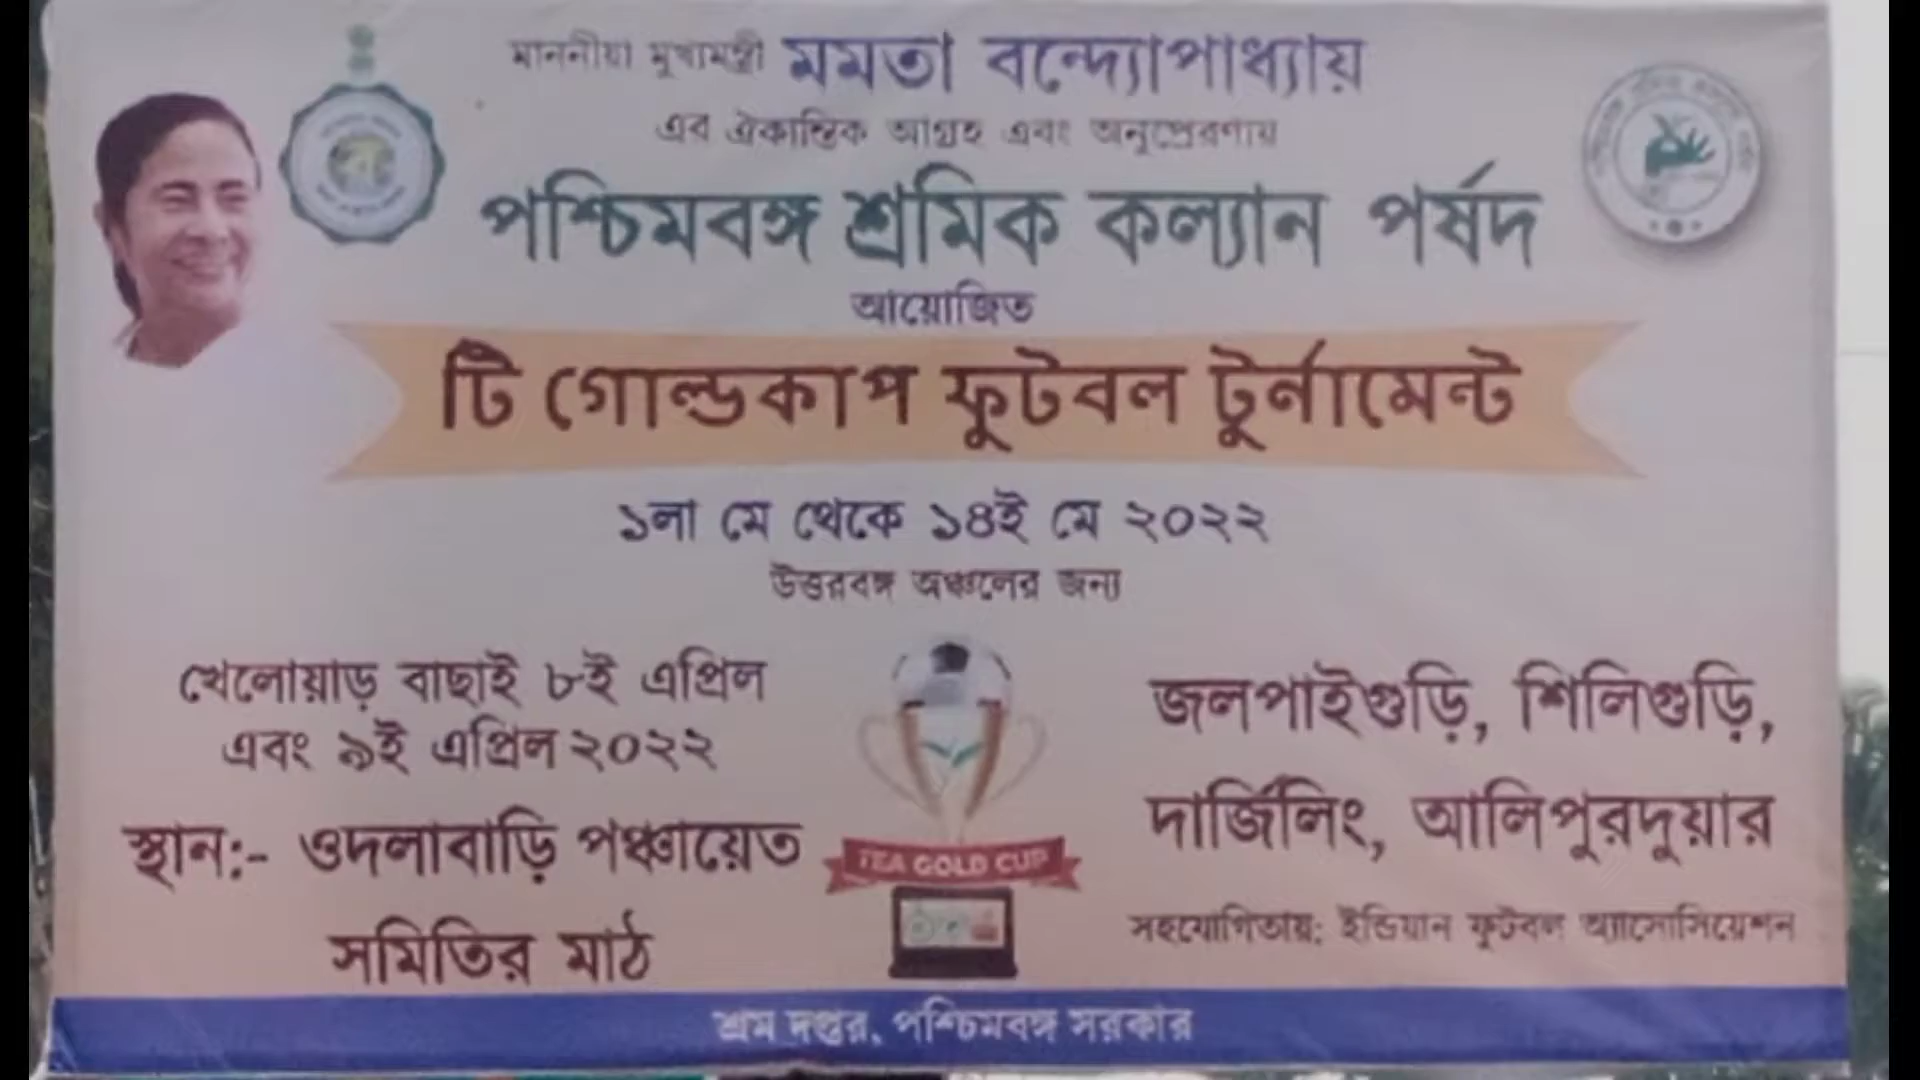 মাননীয়া মুখ্যমন্ত্রী মমতা বন্দ্যোপাধ্যায়
এর ঐকান্তিক আগ্রহ এবং অনুপ্রেরণায়
পশ্চিমবঙ্গ শ্রমিক কল্যান পর্ষদ
আয়োজিত
টি গোল্ডকাপ ফুটবল টুর্নামেন্ট
১লা মে থেকে ১৪ই মে ২০২২
উত্তরবঙ্গ অঞ্চলের জন্য
খেলোয়াড় বাছাই ৮ই এপ্রিল
এবং ৯ই এপ্রিল ২০২২
স্থান:- ওদলাবাড়ি পঞ্চায়েত
সমিতির মাঠ
TEA GOLD CUP
জলপাইগুড়ি, শিলিগুড়ি,
দার্জিলিং, আলিপুরদুয়ার
সহযোগিতায়: ইন্ডিয়ান ফুটবল অ্যাসোসিয়েশন
শ্রম দপ্তর, পশ্চিমবঙ্গ সরকার